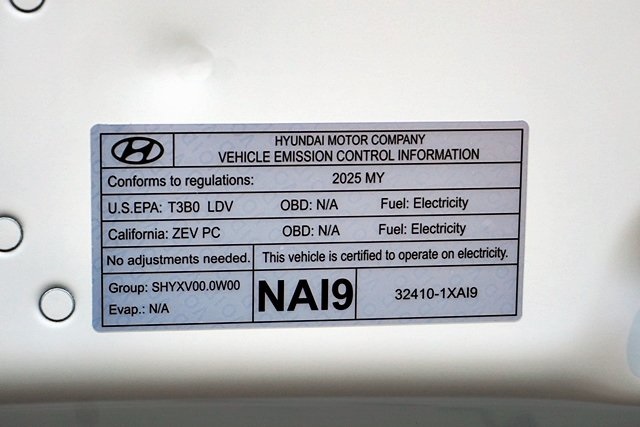 HYUNDAI MOTOR COMPANY
VEHICLE EMISSION CONTROL INFORMATION
Conforms to regulations: 2025 MY
U.S.EPA: T3B0 LDV OBD: N/A Fuel: Electricity
California: ZEV PC OBD: N/A Fuel: Electricity
No adjustments needed. This vehicle is certified to operate on electricity.
Group: SHYXV00.0W00
Evap.: N/A
NAI9
32410-1XAI9